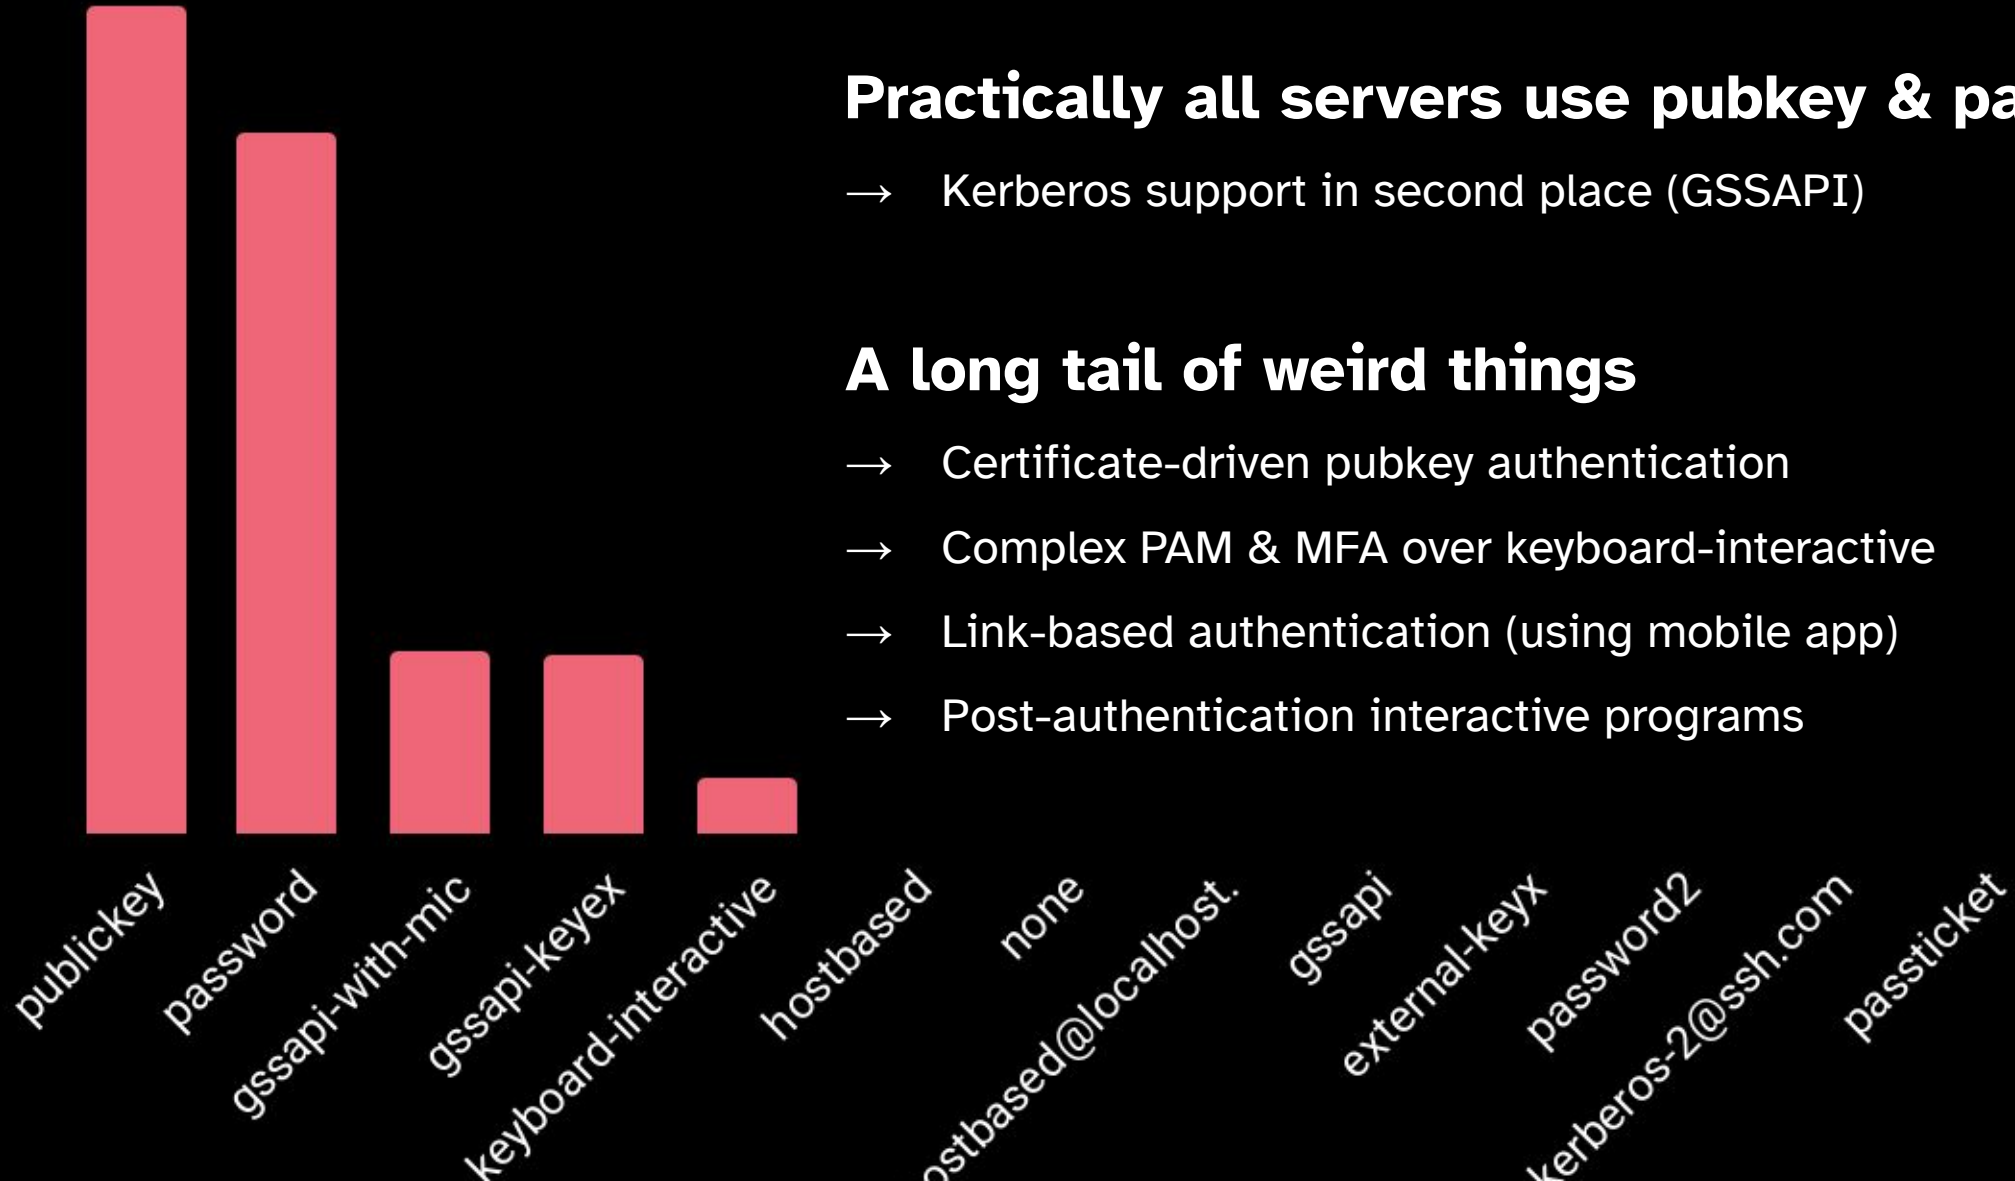 Practically all servers use pubkey & pa
→ Kerberos support in second place (GSSAPI)
A long tail of weird things
→ Certificate-driven pubkey authentication
→ Complex PAM & MFA over keyboard-interactive
→ Link-based authentication (using mobile app)
→ Post-authentication interactive programs
publickey
password
gssapi-with-mic
gssapi-keyex
keyboard-interactive
hostbased
none
ostbased@localhost.
gssapi
external-keyx
password2
kerberos-2@ssh.com
passticket